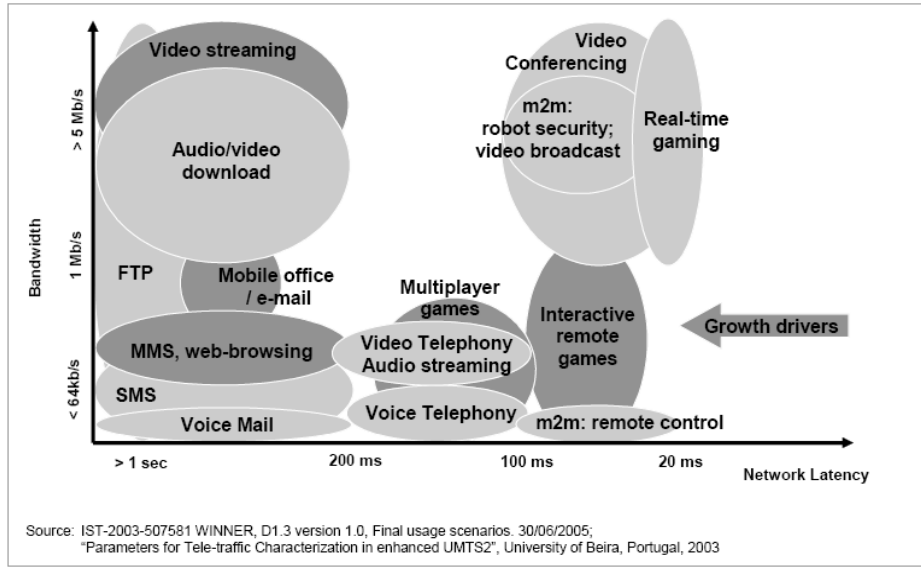 Video streaming
Video
Conferencing
m2m:
robot security;
video broadcast
Real-time
gaming
Audio/video
download
> 5 Mb/s
1 Mb/s
< 64kb/s
Bandwidth
FTP
Mobile office
/ e-mail
Multiplayer
games
Interactive
remote
games
Growth drivers
MMS, web-browsing
Video Telephony
Audio streaming
SMS
Voice Mail
Voice Telephony
m2m: remote control
> 1 sec
200 ms
100 ms
20 ms
Network Latency
Source: IST-2003-507581 WINNER, D1.3 version 1.0, Final usage scenarios. 30/06/2005;
“Parameters for Tele-traffic Characterization in enhanced UMTS2”, University of Beira, Portugal, 2003